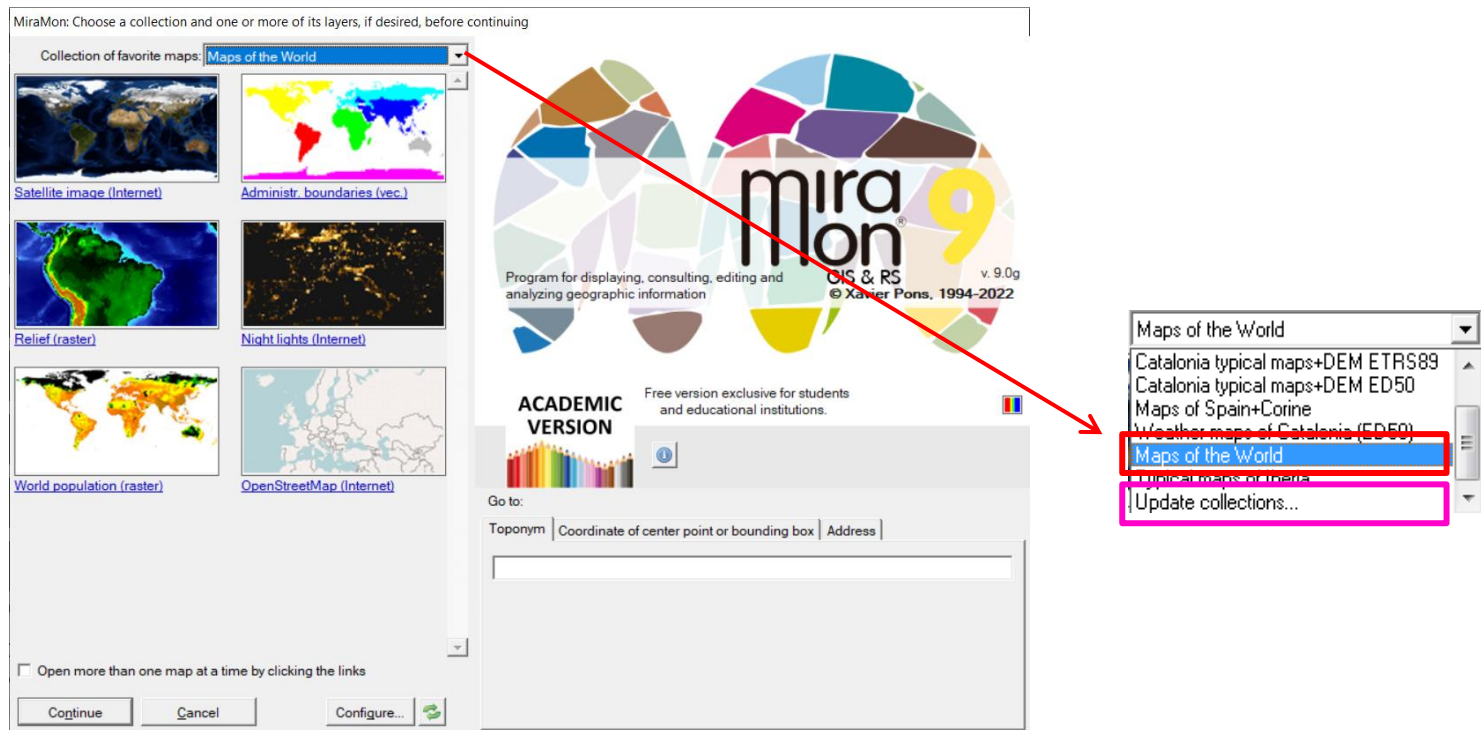 MiraMon: Choose a collection and one or more of its layers, if desired, before continuing
Collection of favorite maps: Maps of the World
Satellite image (Internet)
Administr. boundaries (vec.)
Relief (raster)
Night lights (Internet)
World population (raster)
OpenStreetMap (Internet)
Open more than one map at a time by clicking the links
Continue
Cancel
Configure...
mira
mon®
9
GIS & RS
v. 9.0g
© Xavier Pons, 1994-2022
Program for displaying, consulting, editing and
analyzing geographic information
ACADEMIC
VERSION
Free version exclusive for students
and educational institutions.
Go to:
Toponym
Coordinate of center point or bounding box
Address
Maps of the World
Catalonia typical maps+DEM ETRS89
Catalonia typical maps+DEM ED50
Maps of Spain+Corine
Weather maps of Catalonia (ED50)
Maps of the World
Typical maps of Iberia
Update collections...